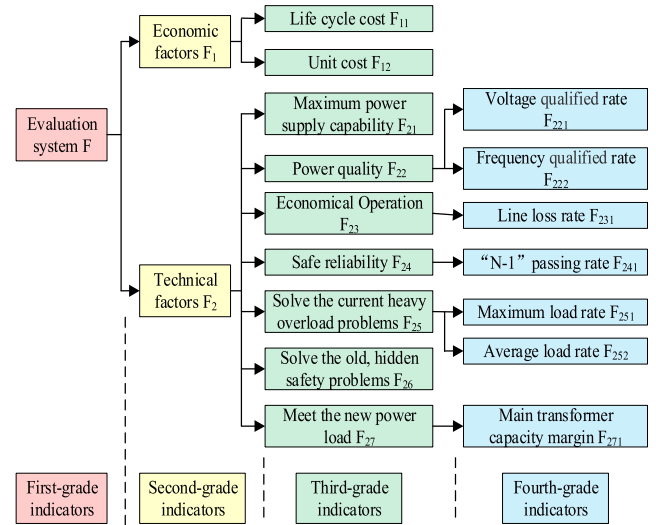 Economic
factors F₁
Life cycle cost F₁₁
Unit cost F₁₂
Evaluation
system F
Maximum power
supply capability F₂₁
Voltage qualified rate
F₂₂₁
Power quality F₂₂
Frequency qualified rate
F₂₂₂
Economical Operation
F₂₃
Line loss rate F₂₃₁
Technical
factors F₂
Safe reliability F₂₄
“N-1” passing rate F₂₄₁
Solve the current heavy
overload problems F₂₅
Maximum load rate F₂₅₁
Average load rate F₂₅₂
Solve the old, hidden
safety problems F₂₆
Meet the new power
load F₂₇
Main transformer
capacity margin F₂₇₁
First-grade
indicators
Second-grade
indicators
Third-grade
indicators
Fourth-grade
indicators